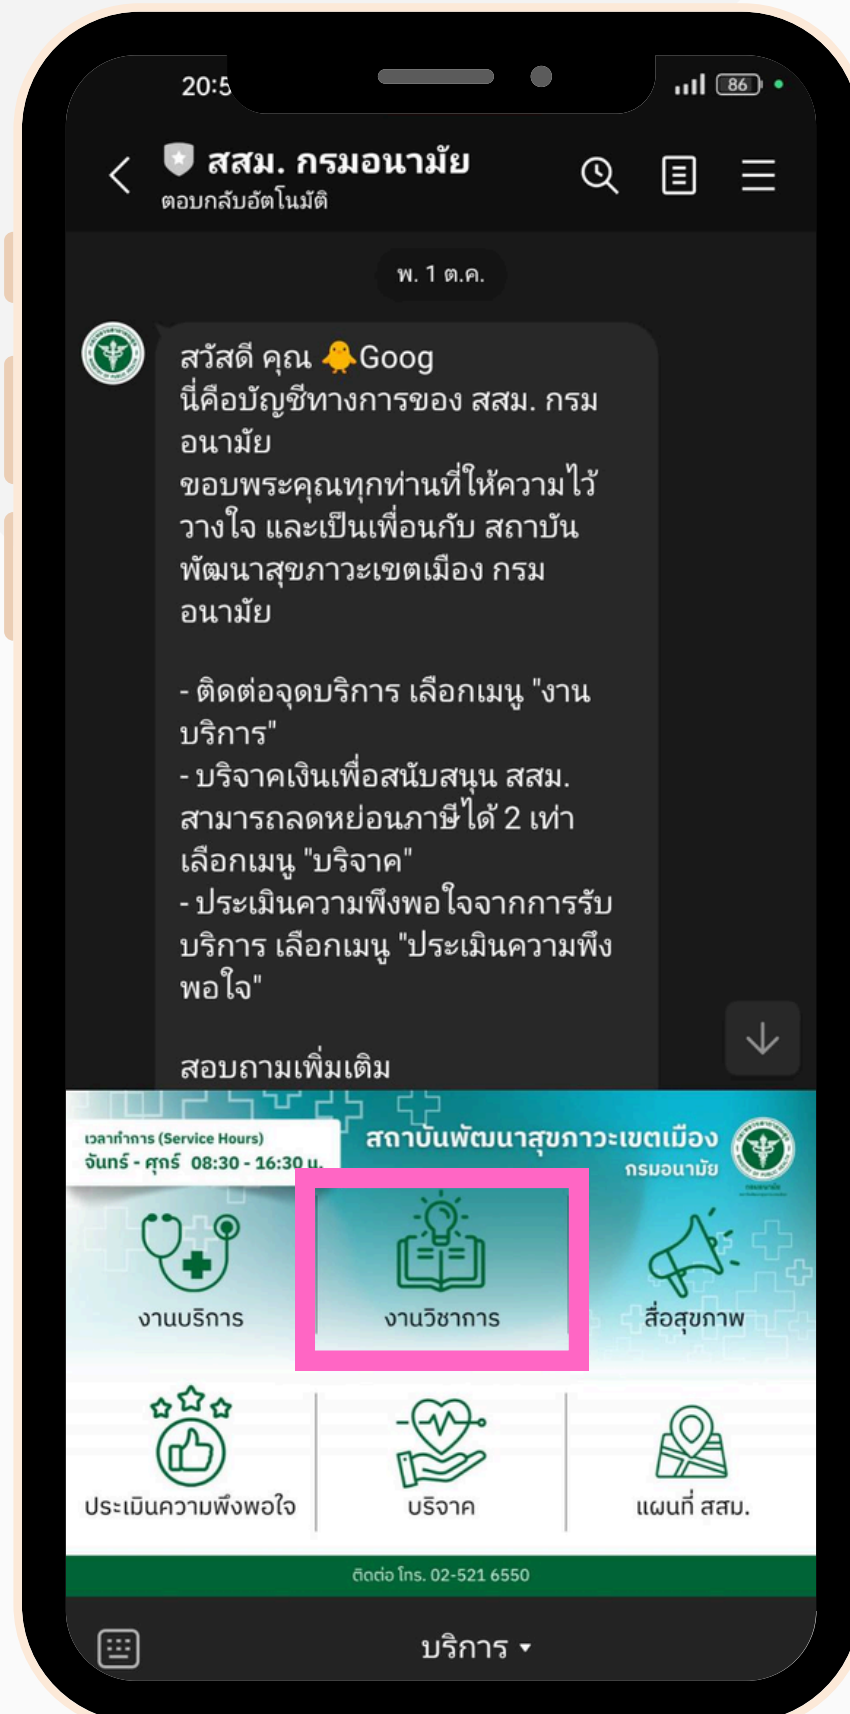 20:5
86
สสม. กรมอนามัย
ตอบกลับอัตโนมัติ
พ. 1 ต.ค.
สวัสดี คุณ 🐥Goog
นี่คือบัญชีทางการของ สสม. กรม
อนามัย
ขอบพระคุณทุกท่านที่ให้ความไว้
วางใจ และเป็นเพื่อนกับ สถาบัน
พัฒนาสุขภาวะเขตเมือง กรม
อนามัย
- ติดต่อจุดบริการ เลือกเมนู "งาน
บริการ"
- บริจาคเงินเพื่อสนับสนุน สสม.
สามารถลดหย่อนภาษีได้ 2 เท่า
เลือกเมนู "บริจาค"
- ประเมินความพึงพอใจจากการรับ
บริการ เลือกเมนู "ประเมินความพึง
พอใจ"
สอบถามเพิ่มเติม
เวลาทำการ (Service Hours)
จันทร์ - ศุกร์ 08:30 - 16:30 น.
สถาบันพัฒนาสุขภาวะเขตเมือง
กรมอนามัย
งานบริการ
งานวิชาการ
สื่อสุขภาพ
ประเมินความพึงพอใจ
บริจาค
แผนที่ สสม.
ติดต่อ โทร. 02-521 6550
บริการ